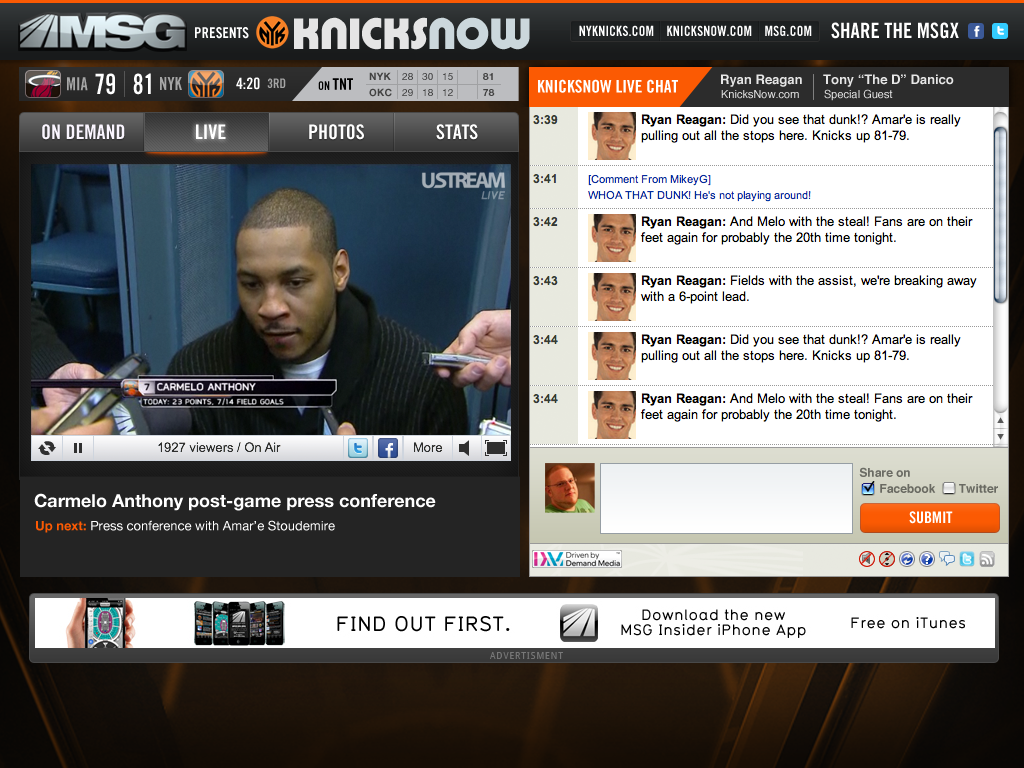 MSG PRESENTS KNICKSNOW
NYKNICKS.COM KNICKSNOW.COM MSG.COM SHARE THE MSGX
MIA 79 81 NYK 4:20 3RD
ON TNT
NYK 28 30 15 81
OKC 29 18 12 78
ON DEMAND LIVE PHOTOS STATS
USTREAM
LIVE
7 CARMELO ANTHONY
TODAY: 23 POINTS, 7/14 FIELD GOALS
1927 viewers / On Air More
Carmelo Anthony post-game press conference
Up next: Press conference with Amar'e Stoudemire
KNICKSNOW LIVE CHAT
Ryan Reagan
KnicksNow.com
Tony “The D” Danico
Special Guest
3:39 Ryan Reagan: Did you see that dunk!? Amar'e is really
pulling out all the stops here. Knicks up 81-79.
3:41 [Comment From MikeyG]
WHOA THAT DUNK! He's not playing around!
3:42 Ryan Reagan: And Melo with the steal! Fans are on their
feet again for probably the 20th time tonight.
3:43 Ryan Reagan: Fields with the assist, we're breaking away
with a 6-point lead.
3:44 Ryan Reagan: Did you see that dunk!? Amar'e is really
pulling out all the stops here. Knicks up 81-79.
3:44 Ryan Reagan: And Melo with the steal! Fans are on their
feet again for probably the 20th time tonight.
Share on
Facebook Twitter
SUBMIT
Driven by
Demand Media
FIND OUT FIRST.
Download the new
MSG Insider iPhone App
Free on iTunes
ADVERTISMENT